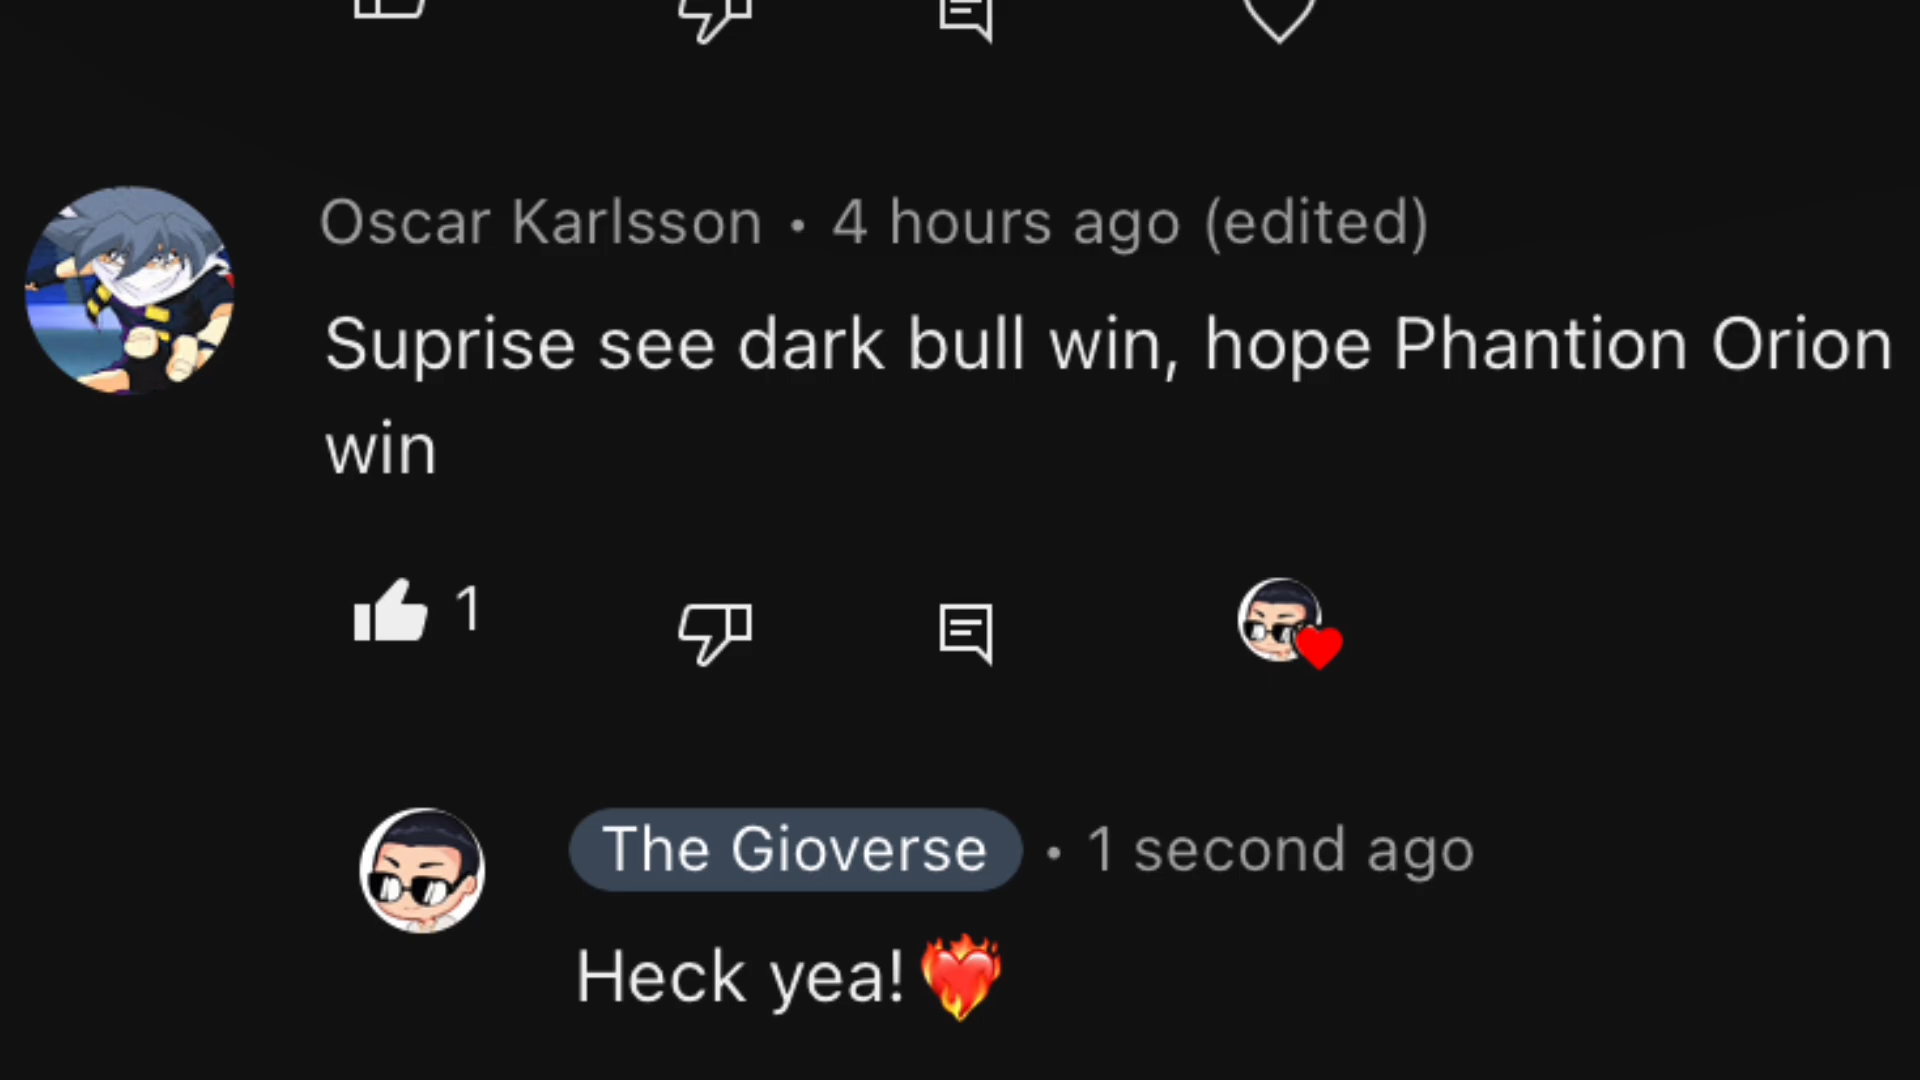 Oscar Karlsson • 4 hours ago (edited)
Suprise see dark bull win, hope Phantion Orion
win
1
The Gioverse • 1 second ago
Heck yea!❤️‍🔥